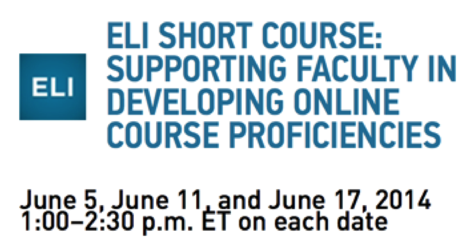 ELI
ELI SHORT COURSE:
SUPPORTING FACULTY IN
DEVELOPING ONLINE
COURSE PROFICIENCIES
June 5, June 11, and June 17, 2014
1:00–2:30 p.m. ET on each date